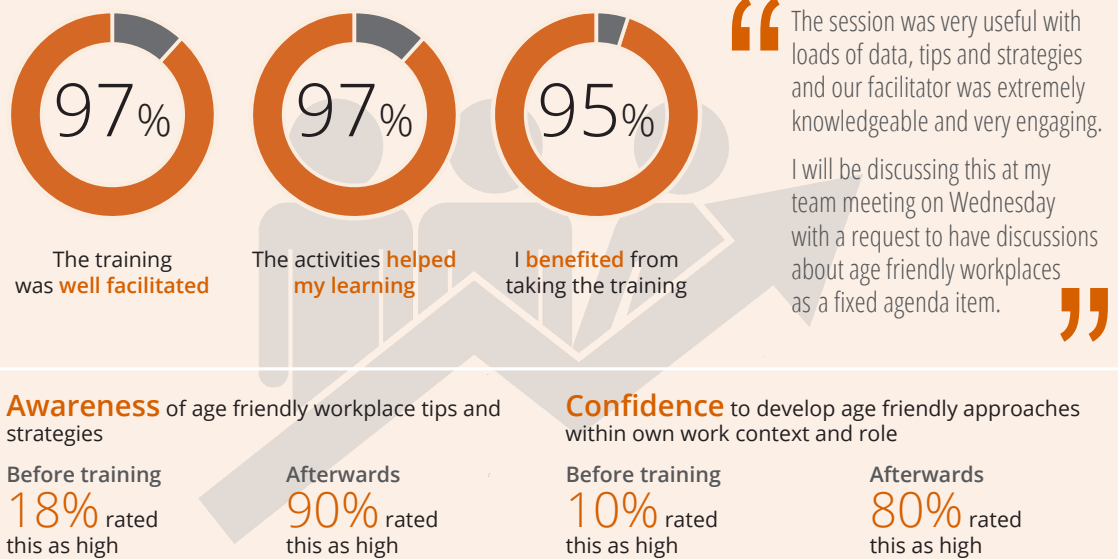 97%
The training
was well facilitated
97%
The activities helped
my learning
95%
I benefited from
taking the training
“
The session was very useful with
loads of data, tips and strategies
and our facilitator was extremely
knowledgeable and very engaging.
I will be discussing this at my
team meeting on Wednesday
with a request to have discussions
about age friendly workplaces
as a fixed agenda item.
”
Awareness of age friendly workplace tips and
strategies
Before training
18% rated
this as high
Afterwards
90% rated
this as high
Confidence to develop age friendly approaches
within own work context and role
Before training
10% rated
this as high
Afterwards
80% rated
this as high